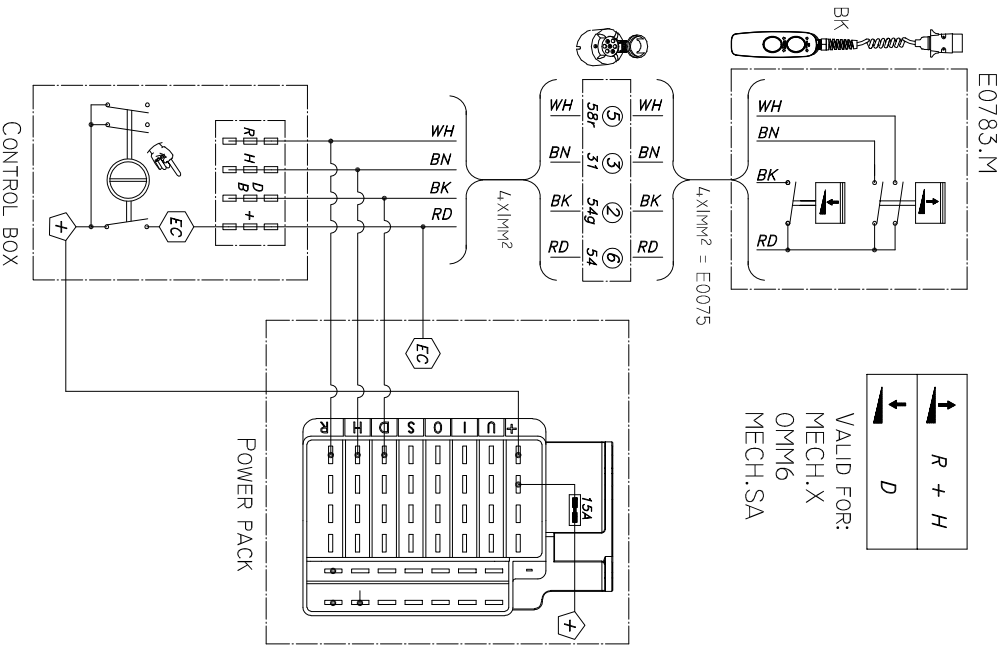 E0783.M
R + H
D
BK
VALID FOR:
MECH.X
OMM6
MECH.SA
WH
BN
BK
RD
4X1MM² = E0075
WH
BN
BK
RD
5
3
2
6
58r
31
54g
54
WH
BN
BK
RD
4X1MM²
WH
BN
BK
RD
EC
R
H
D
B
+
EC
+
CONTROL BOX
15A
+
-
+
U
I
O
S
D
H
R
POWER PACK